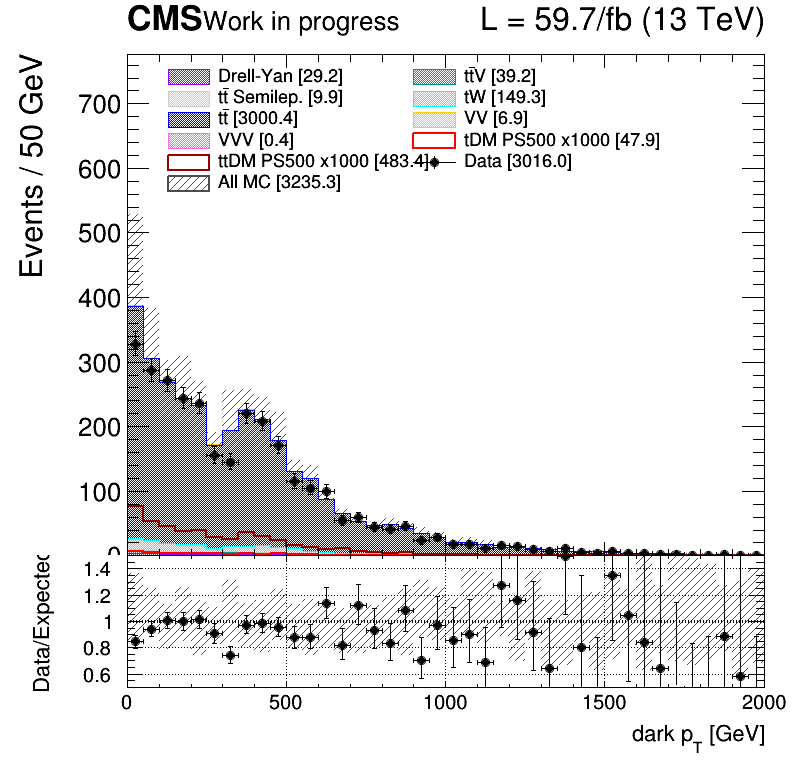 CMS Work in progress L = 59.7/fb (13 TeV)
Events / 50 GeV
Drell-Yan [29.2] tt̄V [39.2]
tt̄ Semilep. [9.9] tW [149.3]
tt̄ [3000.4] VV [6.9]
VVV [0.4] tDM PS500 x1000 [47.9]
ttDM PS500 x1000 [483.4] Data [3016.0]
All MC [3235.3]
700
600
500
400
300
200
100
0
Data/Expected
1.4
1.2
1
0.8
0.6
0 500 1000 1500 2000
dark p_T [GeV]